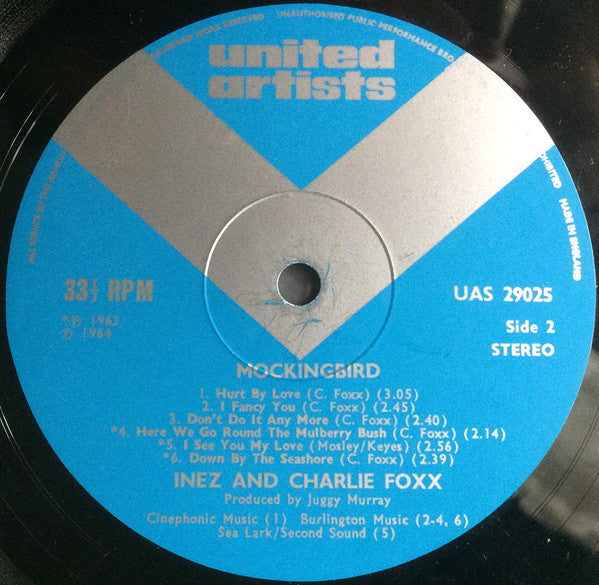 RESERVED UNAUTHORISED PUBLIC PERFORMANCE
united
artists
MADE IN ENGLAND
33⅓ RPM
UAS 29025
*℗ 1963
℗ 1964
Side 2
STEREO
MOCKINGBIRD
1. Hurt By Love (C. Foxx) (3.05)
2. I Fancy You (C. Foxx) (2.45)
3. Don't Do It Any More (C. Foxx) (2.40)
*4. Here We Go Round The Mulberry Bush (C. Foxx) (2.14)
*5. I See You My Love (Mosley/Keyes) (2.56)
*6. Down By The Seashore (C. Foxx) (2.39)
INEZ AND CHARLIE FOXX
Produced by Juggy Murray
Cinephonic Music (1) Burlington Music (2-4, 6)
Sea Lark/Second Sound (5)